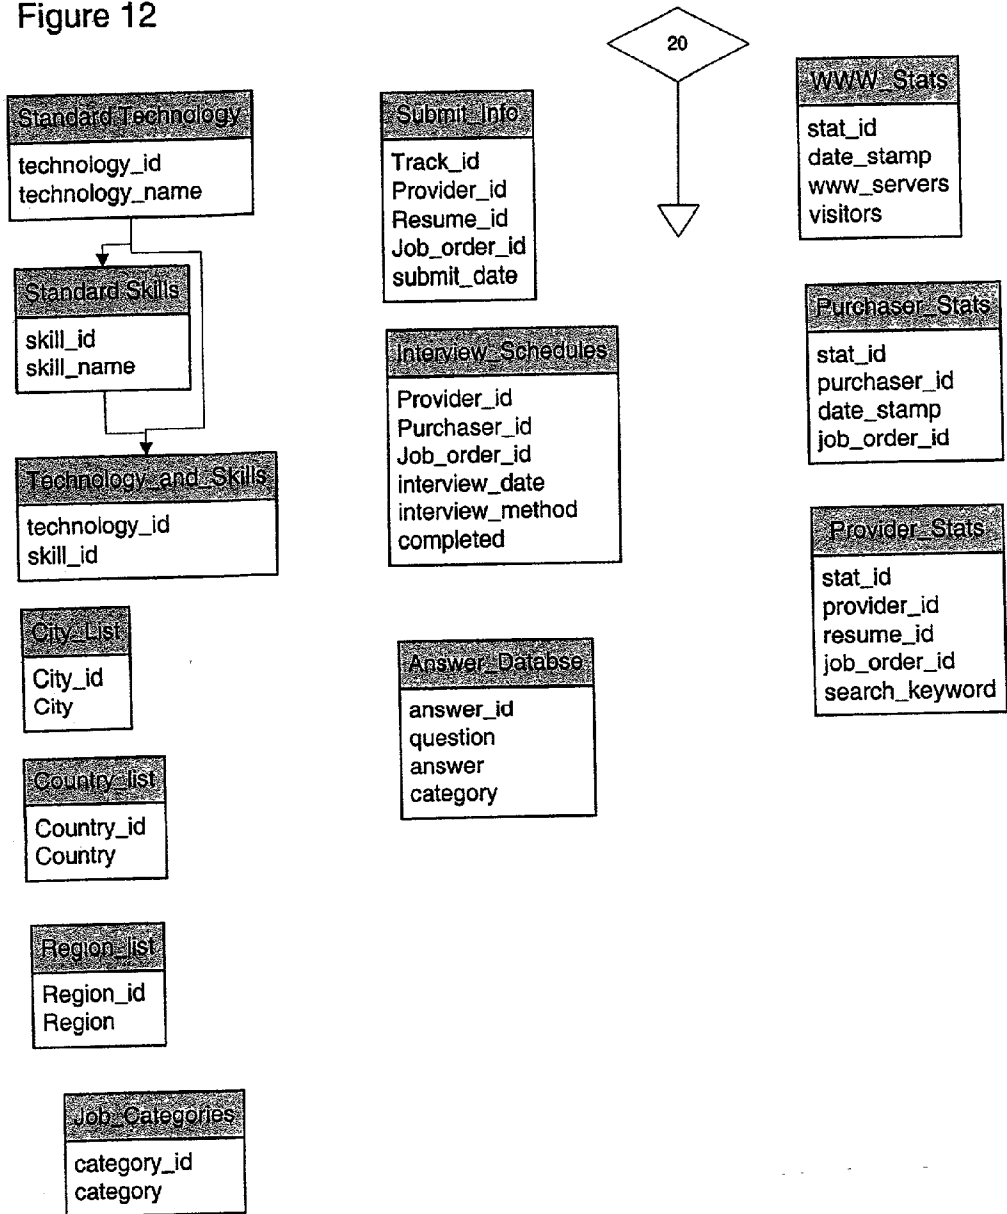 Figure 12
Standard Technology
technology_id
technology_name
Standard Skills
skill_id
skill_name
Technology_and_Skills
technology_id
skill_id
City_List
City_id
City
Country_list
Country_id
Country
Region_list
Region_id
Region
Job_Categories
category_id
category
Submit_Info
Track_id
Provider_id
Resume_id
Job_order_id
submit_date
Interview_Schedules
Provider_id
Purchaser_id
Job_order_id
interview_date
interview_method
completed
Answer_Databse
answer_id
question
answer
category
20
WWW_Stats
stat_id
date_stamp
www_servers
visitors
Purchaser_Stats
stat_id
purchaser_id
date_stamp
job_order_id
Provider_Stats
stat_id
provider_id
resume_id
job_order_id
search_keyword